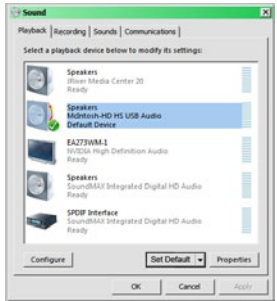 Sound
Playback Recording Sounds Communications
Select a playback device below to modify its settings:
Speakers
JRiver Media Center 20
Ready
Speakers
McIntosh-HD HS USB Audio
Default Device
EA273WM-1
NVIDIA High Definition Audio
Ready
Speakers
SoundMAX Integrated Digital HD Audio
Ready
SPDIF Interface
SoundMAX Integrated Digital HD Audio
Ready
Configure Set Default Properties
OK Cancel Apply